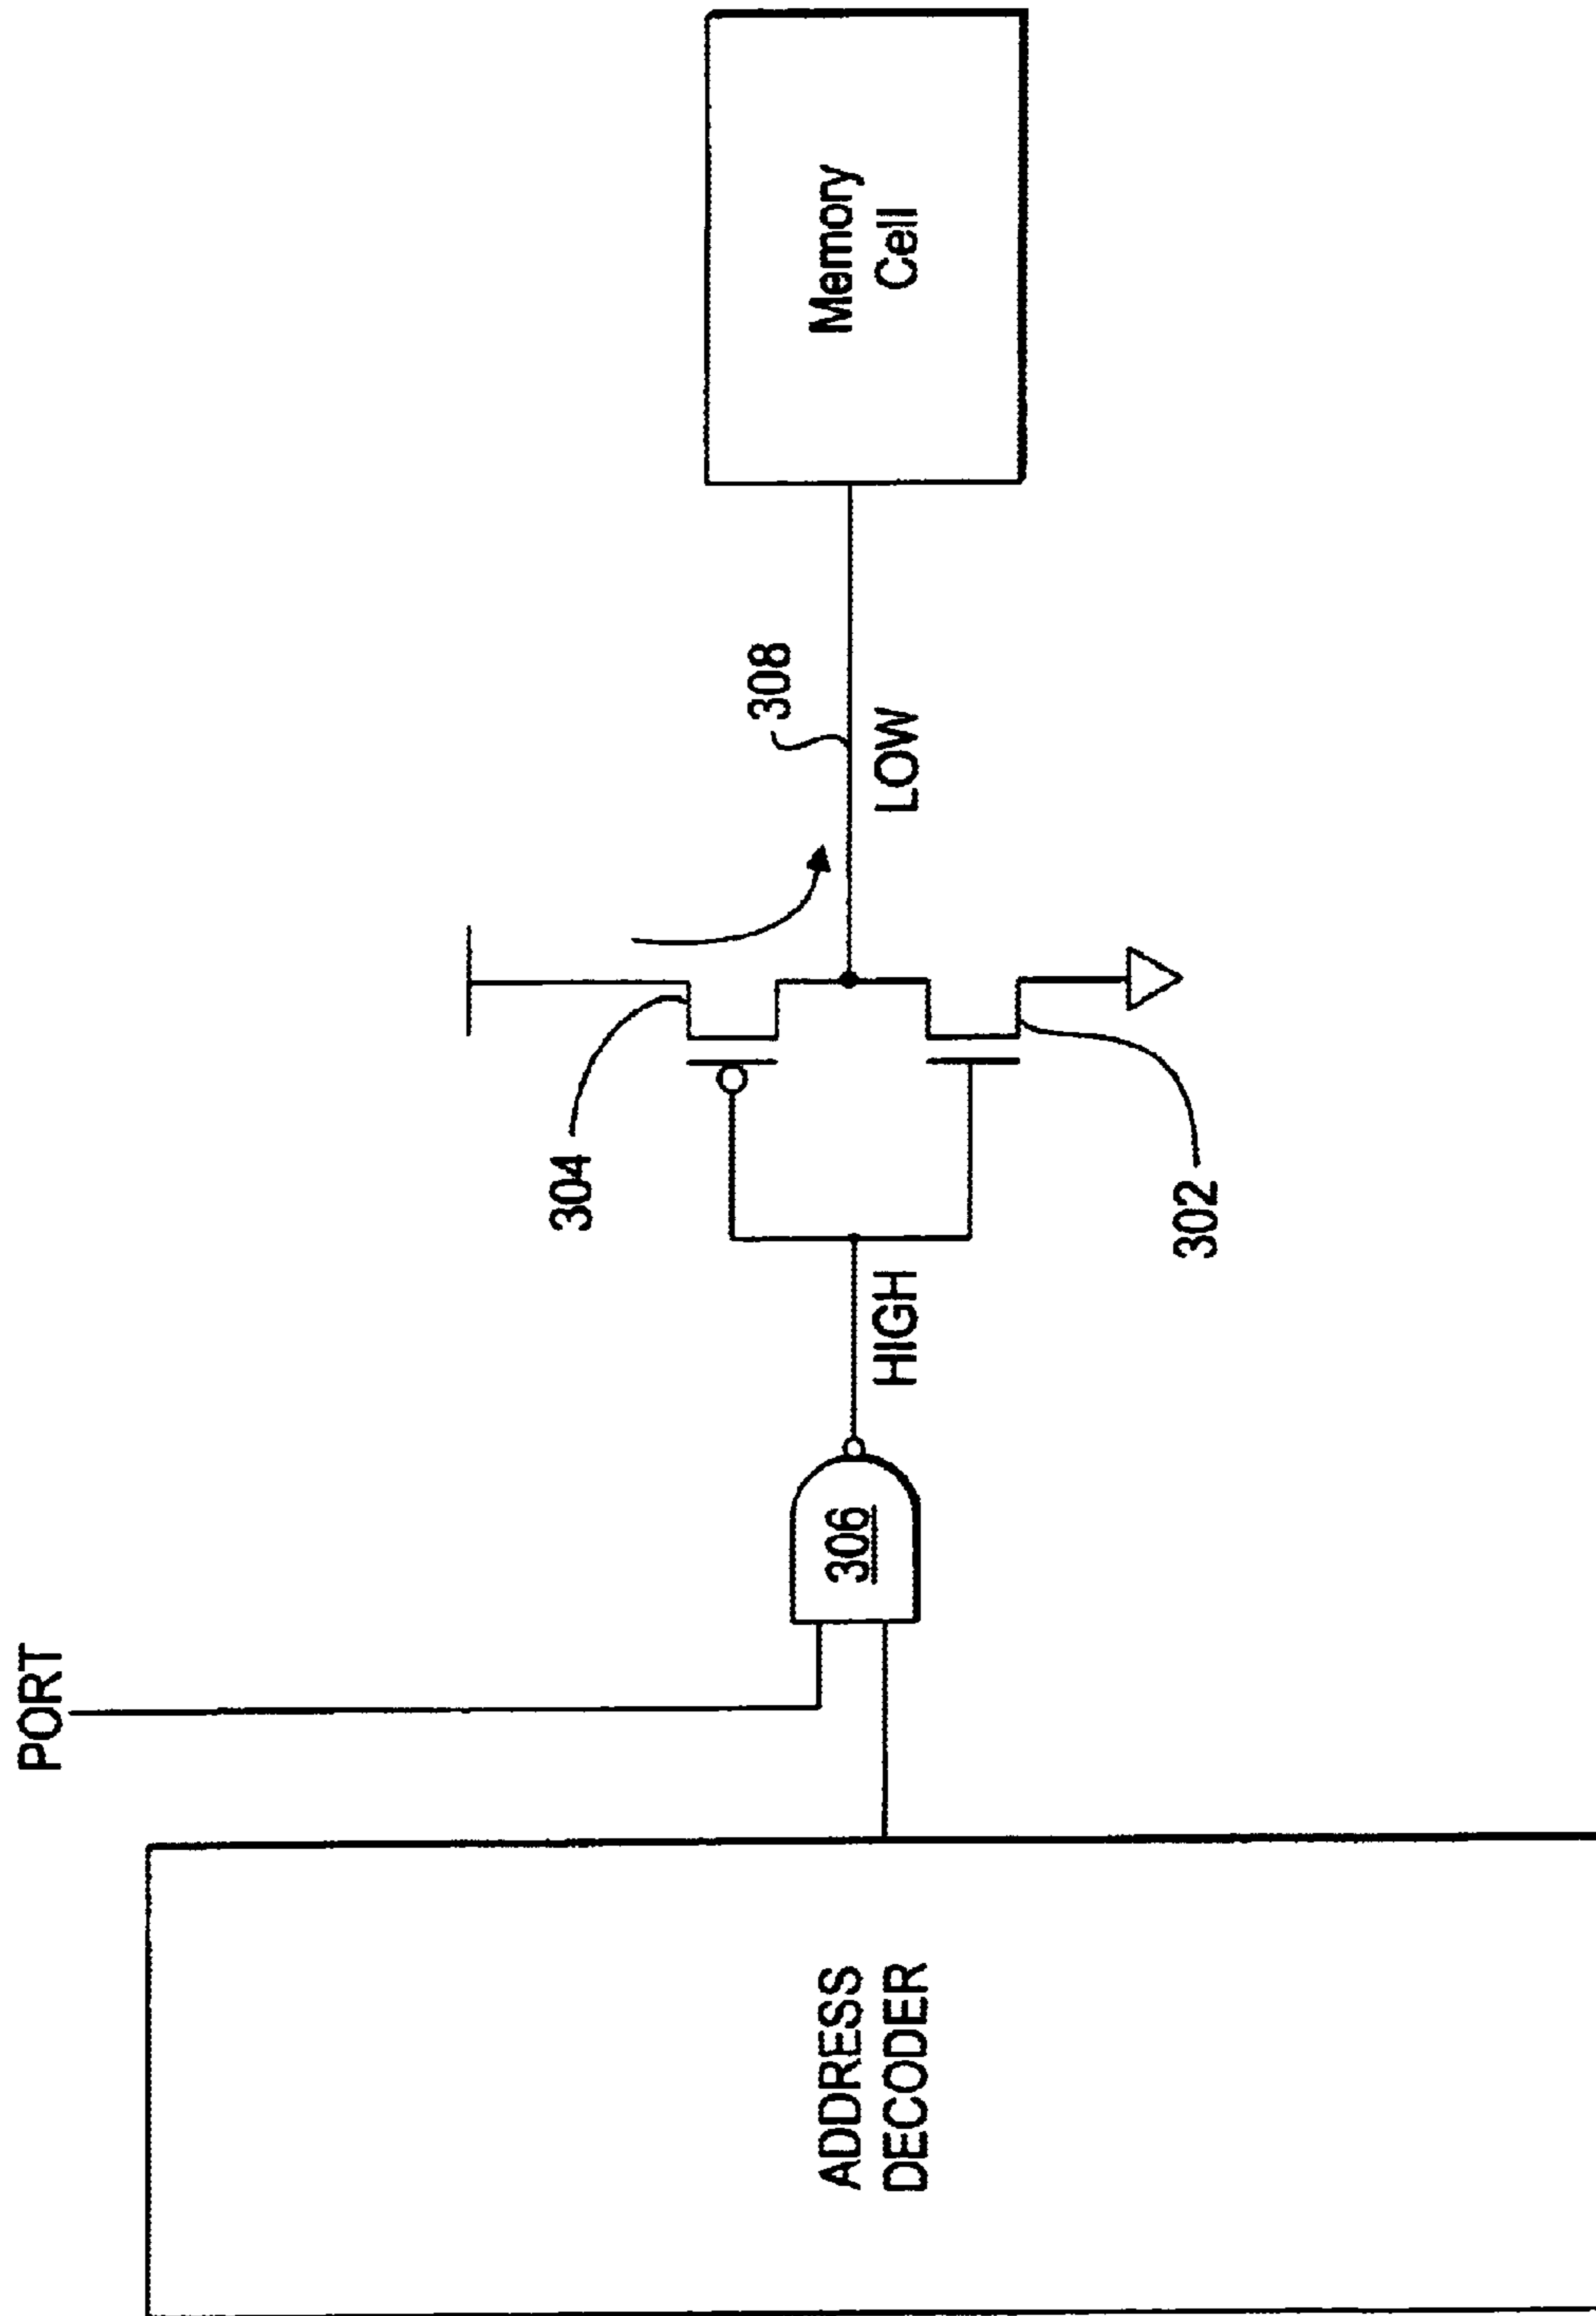 PORT
ADDRESS
DECODER
306
HIGH
304
302
308
LOW
Memory
Cell